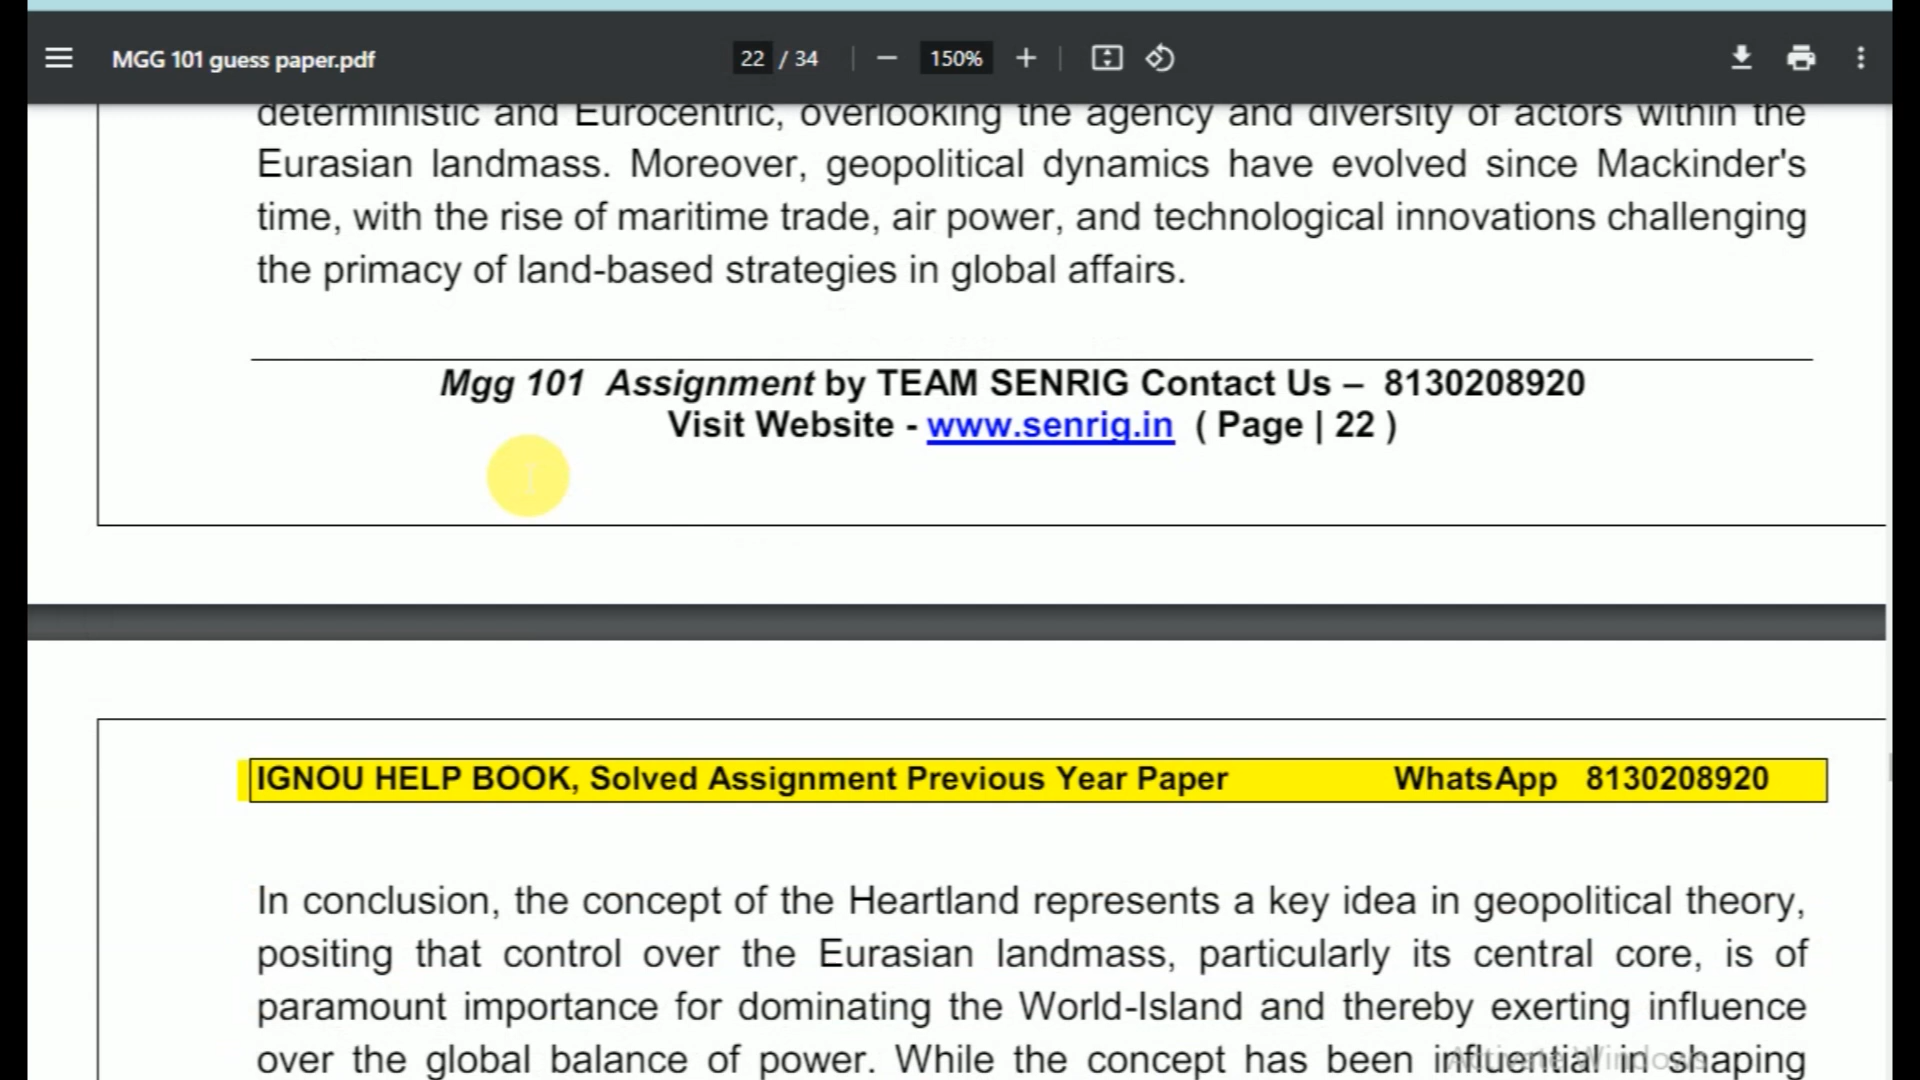 MGG 101 guess paper.pdf
22 / 34
150%
deterministic and Eurocentric, overlooking the agency and diversity of actors within the
Eurasian landmass. Moreover, geopolitical dynamics have evolved since Mackinder's
time, with the rise of maritime trade, air power, and technological innovations challenging
the primacy of land-based strategies in global affairs.
Mgg 101 Assignment by TEAM SENRIG Contact Us – 8130208920
Visit Website - www.senrig.in ( Page | 22 )
IGNOU HELP BOOK, Solved Assignment Previous Year Paper WhatsApp 8130208920
In conclusion, the concept of the Heartland represents a key idea in geopolitical theory,
positing that control over the Eurasian landmass, particularly its central core, is of
paramount importance for dominating the World-Island and thereby exerting influence
over the global balance of power. While the concept has been influential in shaping
Activate Windows